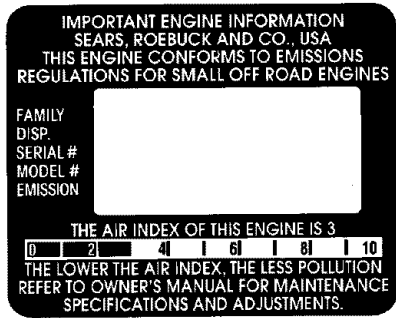 IMPORTANT ENGINE INFORMATION
SEARS, ROEBUCK AND CO., USA
THIS ENGINE CONFORMS TO EMISSIONS
REGULATIONS FOR SMALL OFF ROAD ENGINES
FAMILY
DISP.
SERIAL #
MODEL #
EMISSION
THE AIR INDEX OF THIS ENGINE IS 3
0 2 4 6 8 10
THE LOWER THE AIR INDEX, THE LESS POLLUTION
REFER TO OWNER'S MANUAL FOR MAINTENANCE
SPECIFICATIONS AND ADJUSTMENTS.